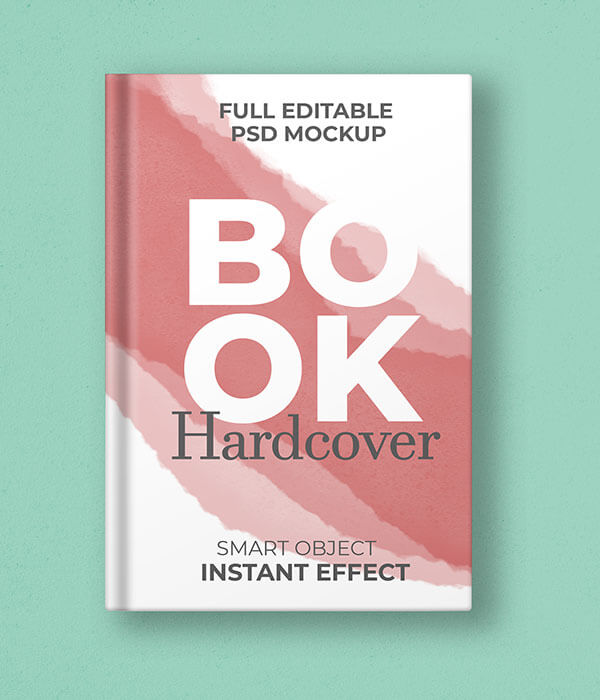 FULL EDITABLE
PSD MOCKUP
BO
OK
Hardcover
SMART OBJECT
INSTANT EFFECT